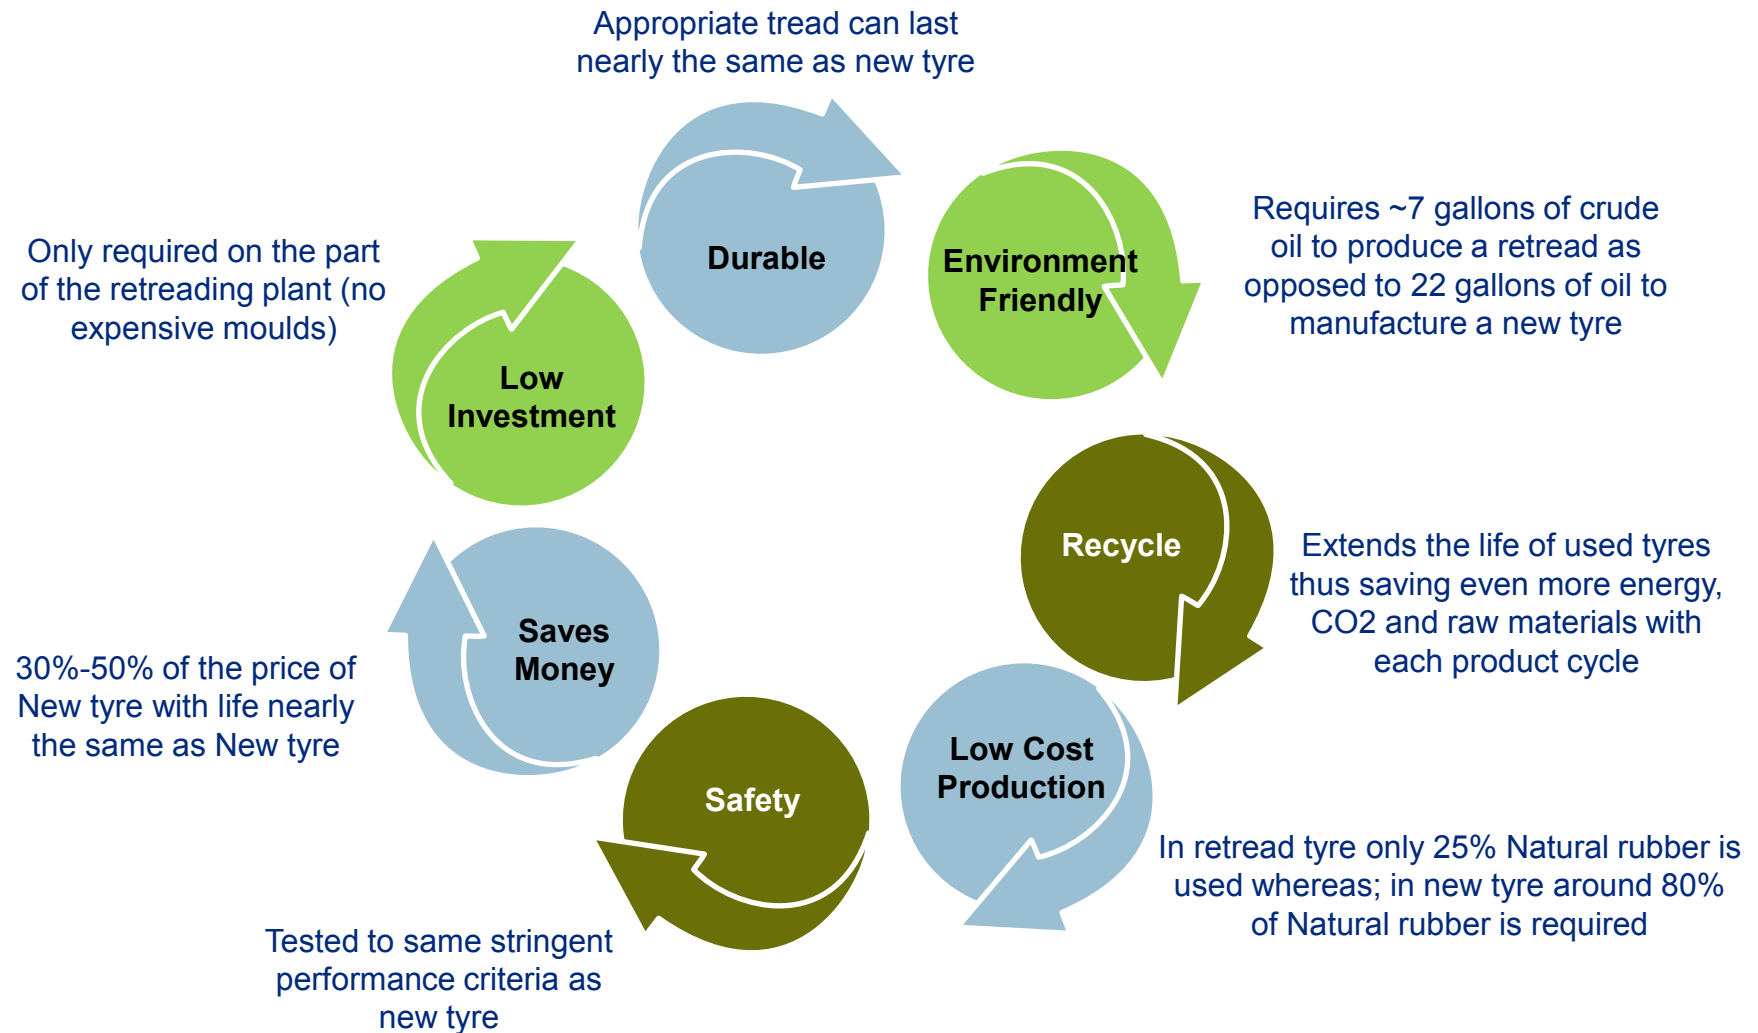 Appropriate tread can last
nearly the same as new tyre
Durable
Environment
Friendly
Requires ~7 gallons of crude
oil to produce a retread as
opposed to 22 gallons of oil to
manufacture a new tyre
Recycle
Extends the life of used tyres
thus saving even more energy,
CO2 and raw materials with
each product cycle
Low Cost
Production
In retread tyre only 25% Natural rubber is
used whereas; in new tyre around 80%
of Natural rubber is required
Safety
Tested to same stringent
performance criteria as
new tyre
Saves
Money
30%-50% of the price of
New tyre with life nearly
the same as New tyre
Low
Investment
Only required on the part
of the retreading plant (no
expensive moulds)